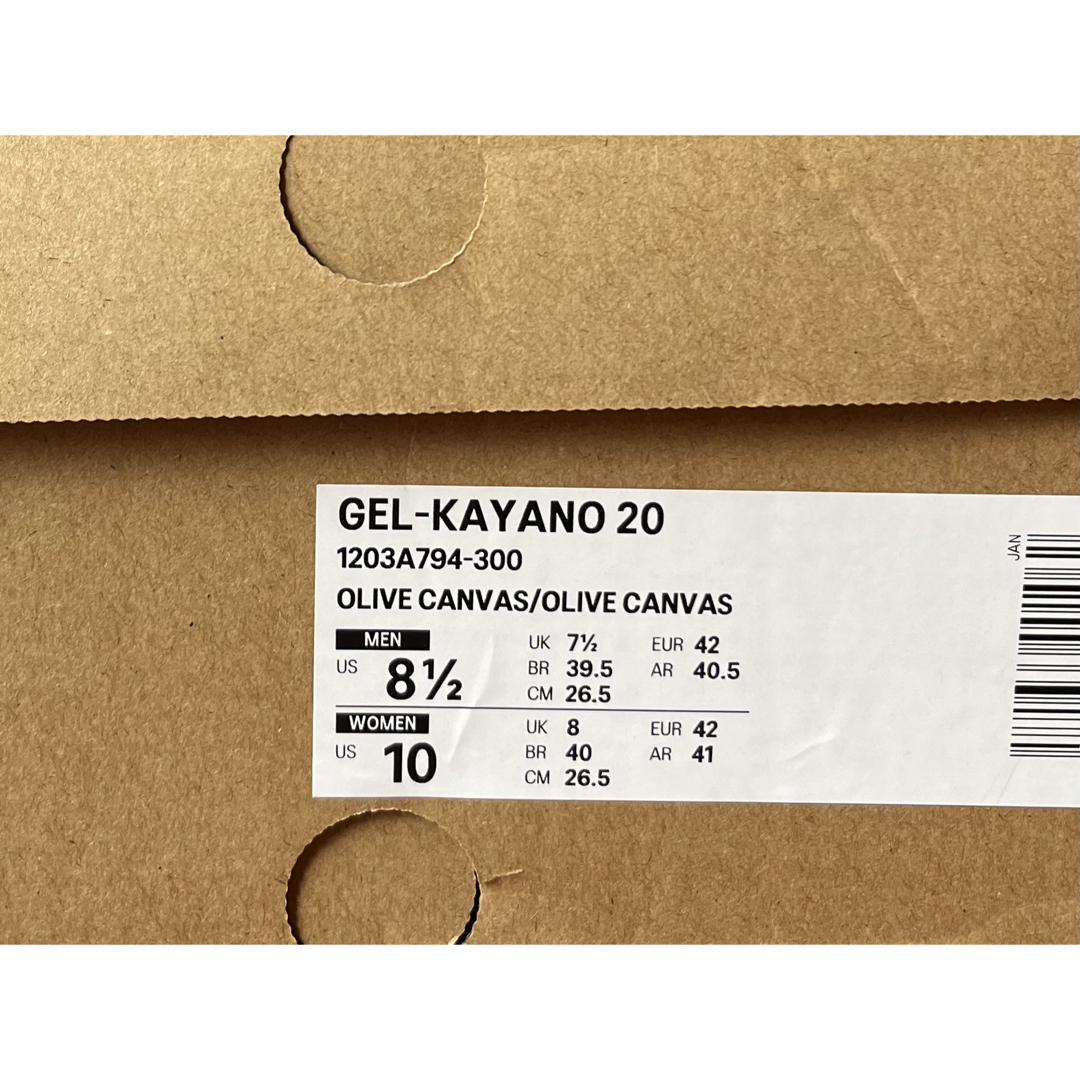 GEL-KAYANO 20
1203A794-300
OLIVE CANVAS/OLIVE CANVAS
MEN
US 8½
UK 7½ EUR 42
BR 39.5 AR 40.5
CM 26.5
WOMEN
US 10
UK 8 EUR 42
BR 40 AR 41
CM 26.5
JAN